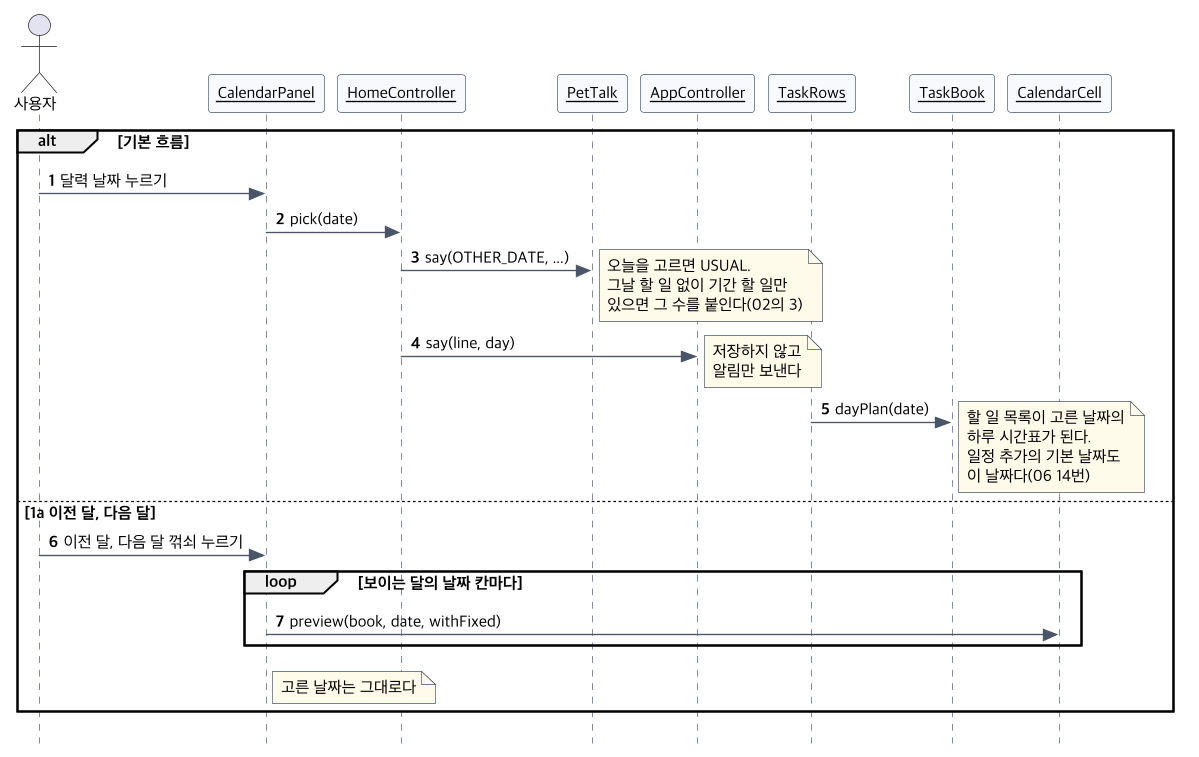 사용자
CalendarPanel
HomeController
PetTalk
AppController
TaskRows
TaskBook
CalendarCell
alt [기본 흐름]
1 달력 날짜 누르기
2 pick(date)
3 say(OTHER_DATE, ...)
오늘을 고르면 USUAL.
그날 할 일 없이 기간 할 일만
있으면 그 수를 붙인다(02의 3)
4 say(line, day)
저장하지 않고
알림만 보낸다
5 dayPlan(date)
할 일 목록이 고른 날짜의
하루 시간표가 된다.
일정 추가의 기본 날짜도
이 날짜다(06 14번)
[1a 이전 달, 다음 달]
6 이전 달, 다음 달 꺾쇠 누르기
loop [보이는 달의 날짜 칸마다]
7 preview(book, date, withFixed)
고른 날짜는 그대로다